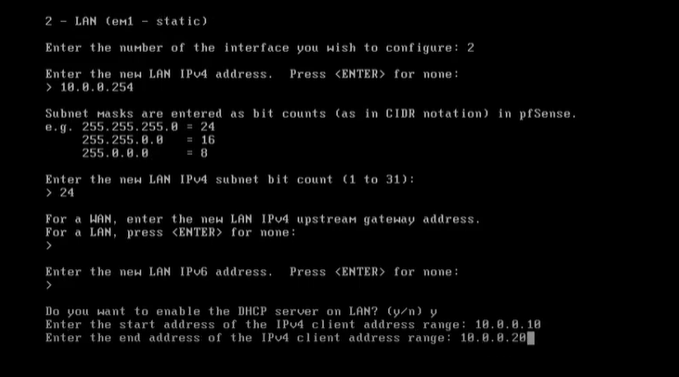 2 - LAN (em1 - static)
Enter the number of the interface you wish to configure: 2
Enter the new LAN IPv4 address.  Press <ENTER> for none:
> 10.0.0.254
Subnet masks are entered as bit counts (as in CIDR notation) in pfSense.
e.g. 255.255.255.0 = 24
255.255.0.0   = 16
255.0.0.0     = 8
Enter the new LAN IPv4 subnet bit count (1 to 31):
> 24
For a WAN, enter the new LAN IPv4 upstream gateway address.
For a LAN, press <ENTER> for none:
>
Enter the new LAN IPv6 address.  Press <ENTER> for none:
>
Do you want to enable the DHCP server on LAN? (y/n) y
Enter the start address of the IPv4 client address range: 10.0.0.10
Enter the end address of the IPv4 client address range: 10.0.0.20